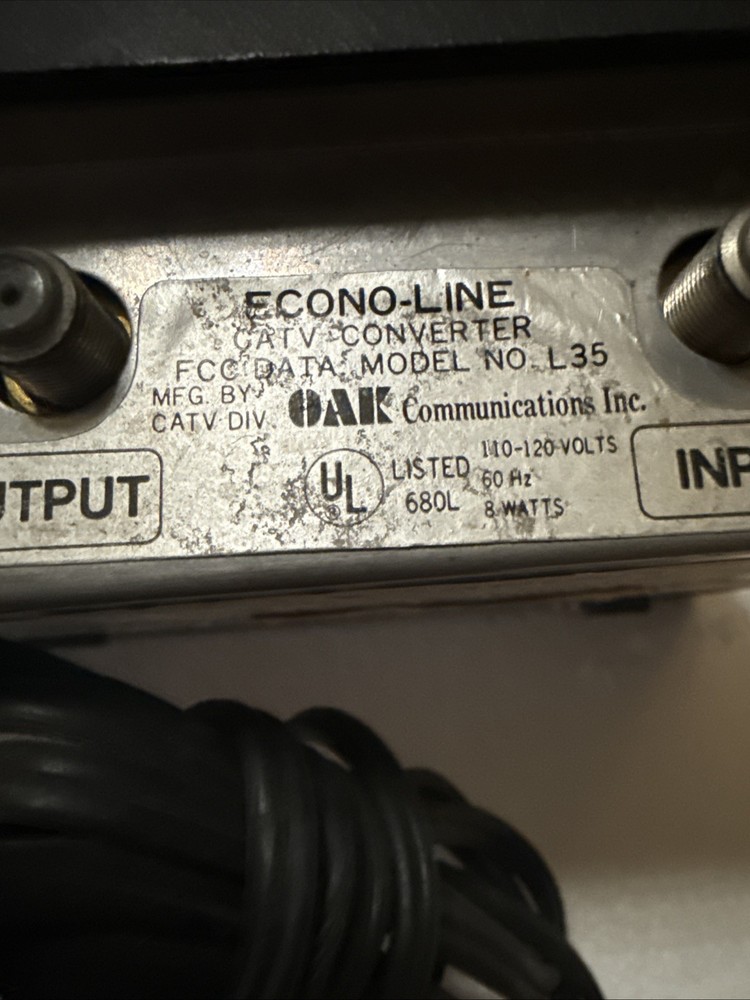 ECONO-LINE
CATV CONVERTER
FCC DATA: MODEL NO. L35
MFG. BY
CATV DIV. OAK Communications Inc.
UL® LISTED 680L
110-120 VOLTS
60 Hz
8 WATTS
UTPUT
INP